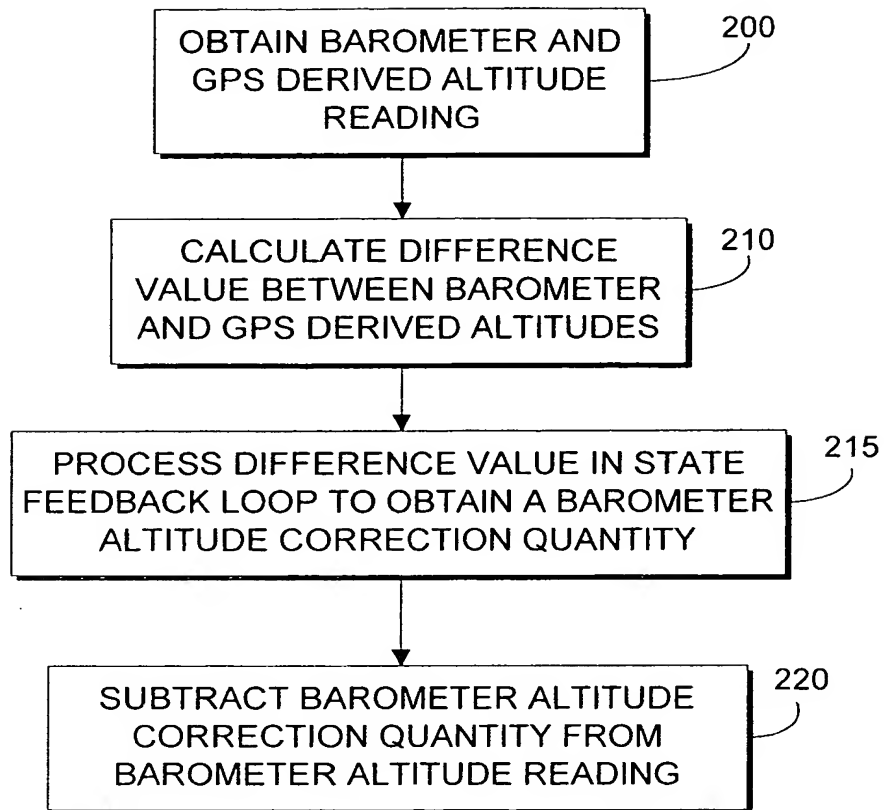 OBTAIN BAROMETER AND
GPS DERIVED ALTITUDE
READING
200
CALCULATE DIFFERENCE
VALUE BETWEEN BAROMETER
AND GPS DERIVED ALTITUDES
210
PROCESS DIFFERENCE VALUE IN STATE
FEEDBACK LOOP TO OBTAIN A BAROMETER
ALTITUDE CORRECTION QUANTITY
215
SUBTRACT BAROMETER ALTITUDE
CORRECTION QUANTITY FROM
BAROMETER ALTITUDE READING
220